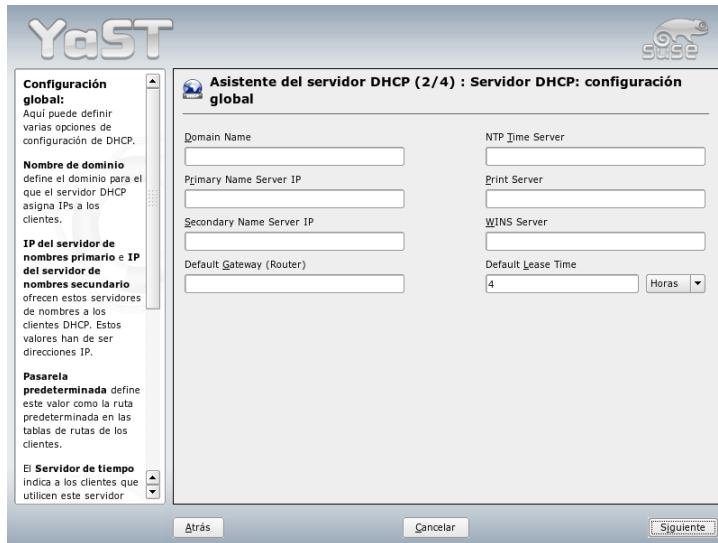 YaST
SUSE
Configuración
global:
Aquí puede definir
varias opciones de
configuración de DHCP.
Nombre de dominio
define el dominio para el
que el servidor DHCP
asigna IPs a los
clientes.
IP del servidor de
nombres primario e IP
del servidor de
nombres secundario
ofrecen estos servidores
de nombres a los
clientes DHCP. Estos
valores han de ser
direcciones IP.
Pasarela
predeterminada define
este valor como la ruta
predeterminada en las
tablas de rutas de los
clientes.
El Servidor de tiempo
indica a los clientes que
utilicen este servidor
Asistente del servidor DHCP (2/4) : Servidor DHCP: configuración
global
Domain Name
Primary Name Server IP
Secondary Name Server IP
Default Gateway (Router)
NTP Time Server
Print Server
WINS Server
Default Lease Time
4 Horas
Atrás Cancelar Siguiente